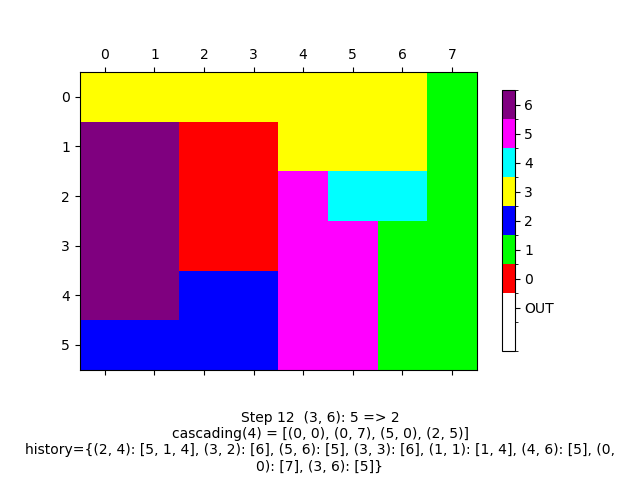 0 1 2 3 4 5 6 7
0
1
2
3
4
5
6
5
4
3
2
1
0
OUT
Step 12  (3, 6): 5 => 2
cascading(4) = [(0, 0), (0, 7), (5, 0), (2, 5)]
history={(2, 4): [5, 1, 4], (3, 2): [6], (5, 6): [5], (3, 3): [6], (1, 1): [1, 4], (4, 6): [5], (0,
0): [7], (3, 6): [5]}